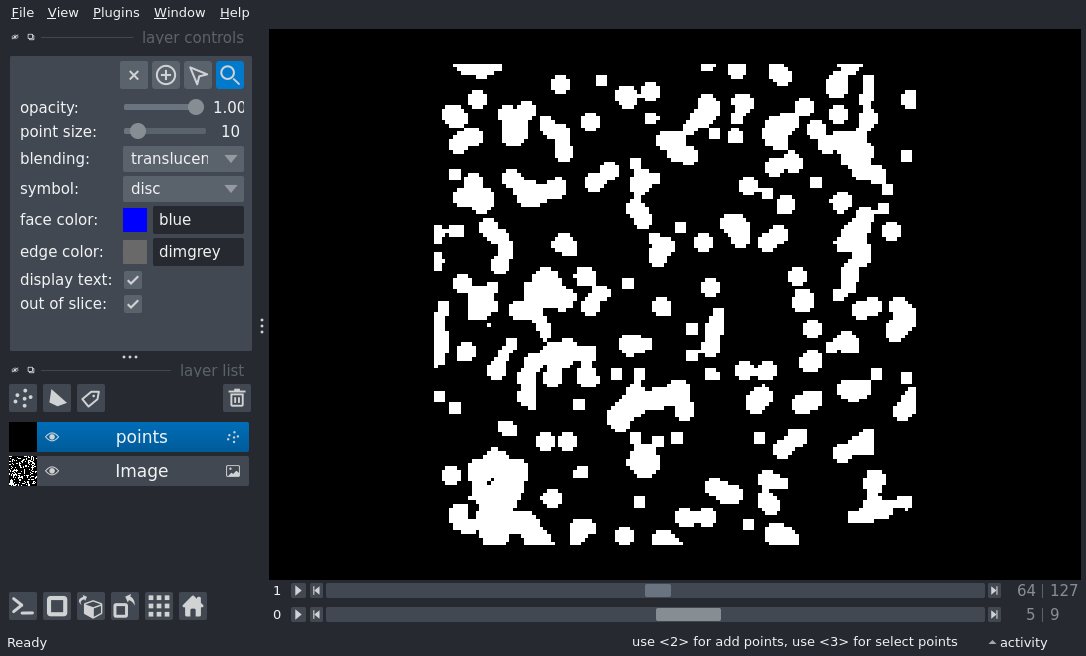 File View Plugins Window Help
layer controls
opacity: 1.00
point size: 10
blending: translucen
symbol: disc
face color: blue
edge color: dimgrey
display text:
out of slice:
layer list
points
Image
1 64 | 127
0 5 | 9
Ready use <2> for add points, use <3> for select points activity